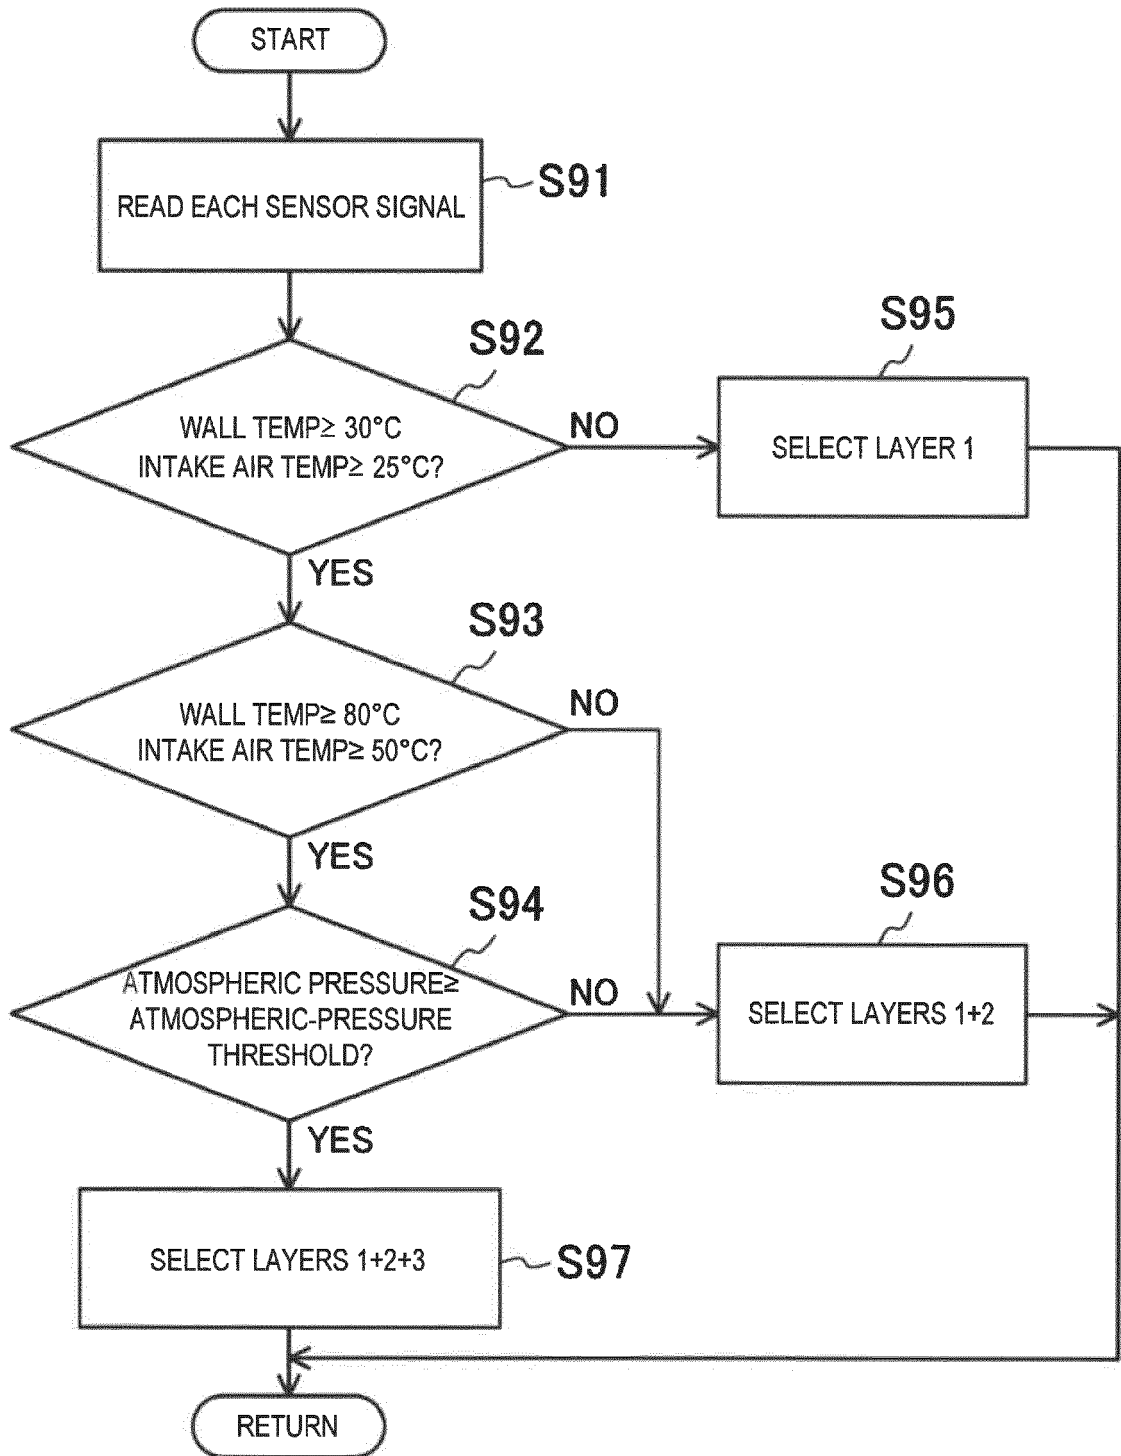 START
READ EACH SENSOR SIGNAL
S91
S92
WALL TEMP≥ 30°C
INTAKE AIR TEMP≥ 25°C?
NO
S95
SELECT LAYER 1
YES
S93
WALL TEMP≥ 80°C
INTAKE AIR TEMP≥ 50°C?
NO
YES
S94
ATMOSPHERIC PRESSURE≥
ATMOSPHERIC-PRESSURE
THRESHOLD?
NO
S96
SELECT LAYERS 1+2
YES
SELECT LAYERS 1+2+3
S97
RETURN